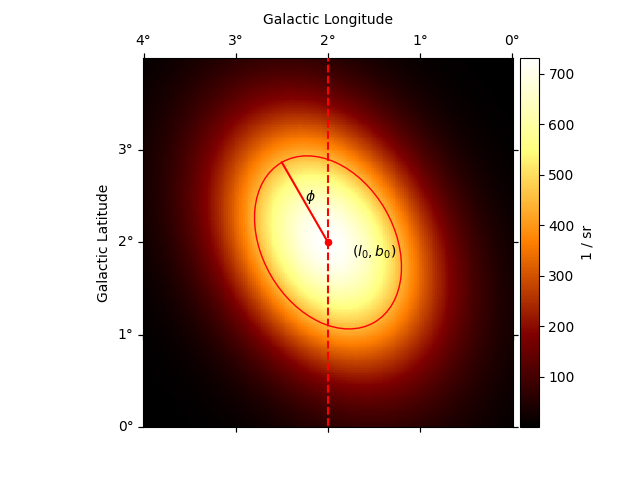 Galactic Longitude
4° 3° 2° 1° 0°
700
600
500
400
300
200
100
1 / sr
3°
2°
1°
0°
Galactic Latitude
ϕ
(l₀, b₀)